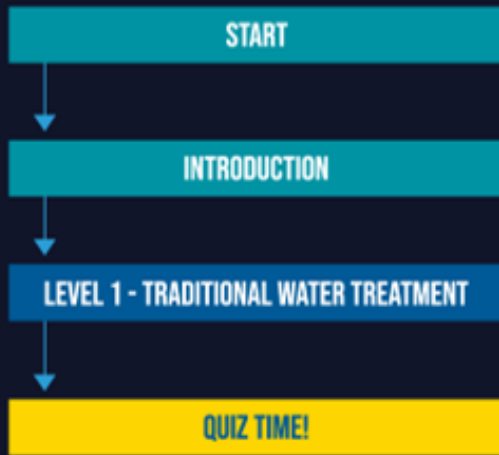 START
INTRODUCTION
LEVEL 1 - TRADITIONAL WATER TREATMENT
QUIZ TIME!